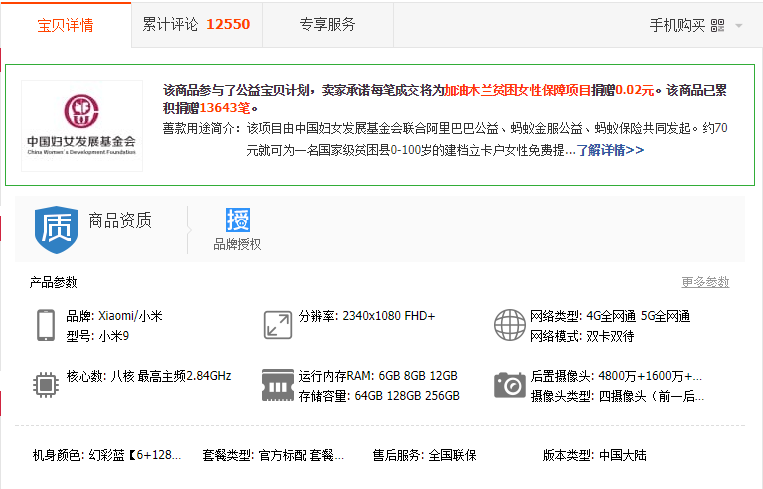 宝贝详情 累计评论 12550 专享服务 手机购买
该商品参与了公益宝贝计划，卖家承诺每笔成交将为加油木兰贫困女性保障项目捐赠0.02元。该商品已累
积捐赠13643笔。
中国妇女发展基金会
China Women's Development Foundation
善款用途简介：该项目由中国妇女发展基金会联合阿里巴巴公益、蚂蚁金服公益、蚂蚁保险共同发起。约70
元就可为一名国家级贫困县0-100岁的建档立卡户女性免费提...了解详情>>
质 商品资质 授
品牌授权
产品参数 更多参数
品牌: Xiaomi/小米 分辨率: 2340x1080 FHD+ 网络类型: 4G全网通 5G全网通
型号: 小米9 网络模式: 双卡双待
核心数: 八核 最高主频2.84GHz 运行内存RAM: 6GB 8GB 12GB 后置摄像头: 4800万+1600万+...
存储容量: 64GB 128GB 256GB 摄像头类型: 四摄像头（前一后...
机身颜色: 幻彩蓝【6+128... 套餐类型: 官方标配 套餐... 售后服务: 全国联保 版本类型: 中国大陆